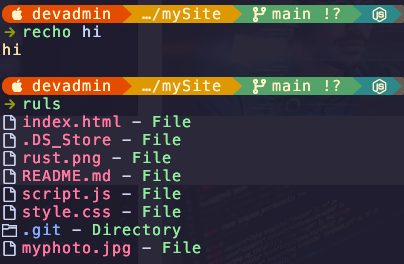 devadmin …/mySite main !?
→ recho hi
hi
devadmin …/mySite main !?
→ ruls
index.html – File
.DS_Store – File
rust.png – File
README.md – File
script.js – File
style.css – File
.git – Directory
myphoto.jpg – File